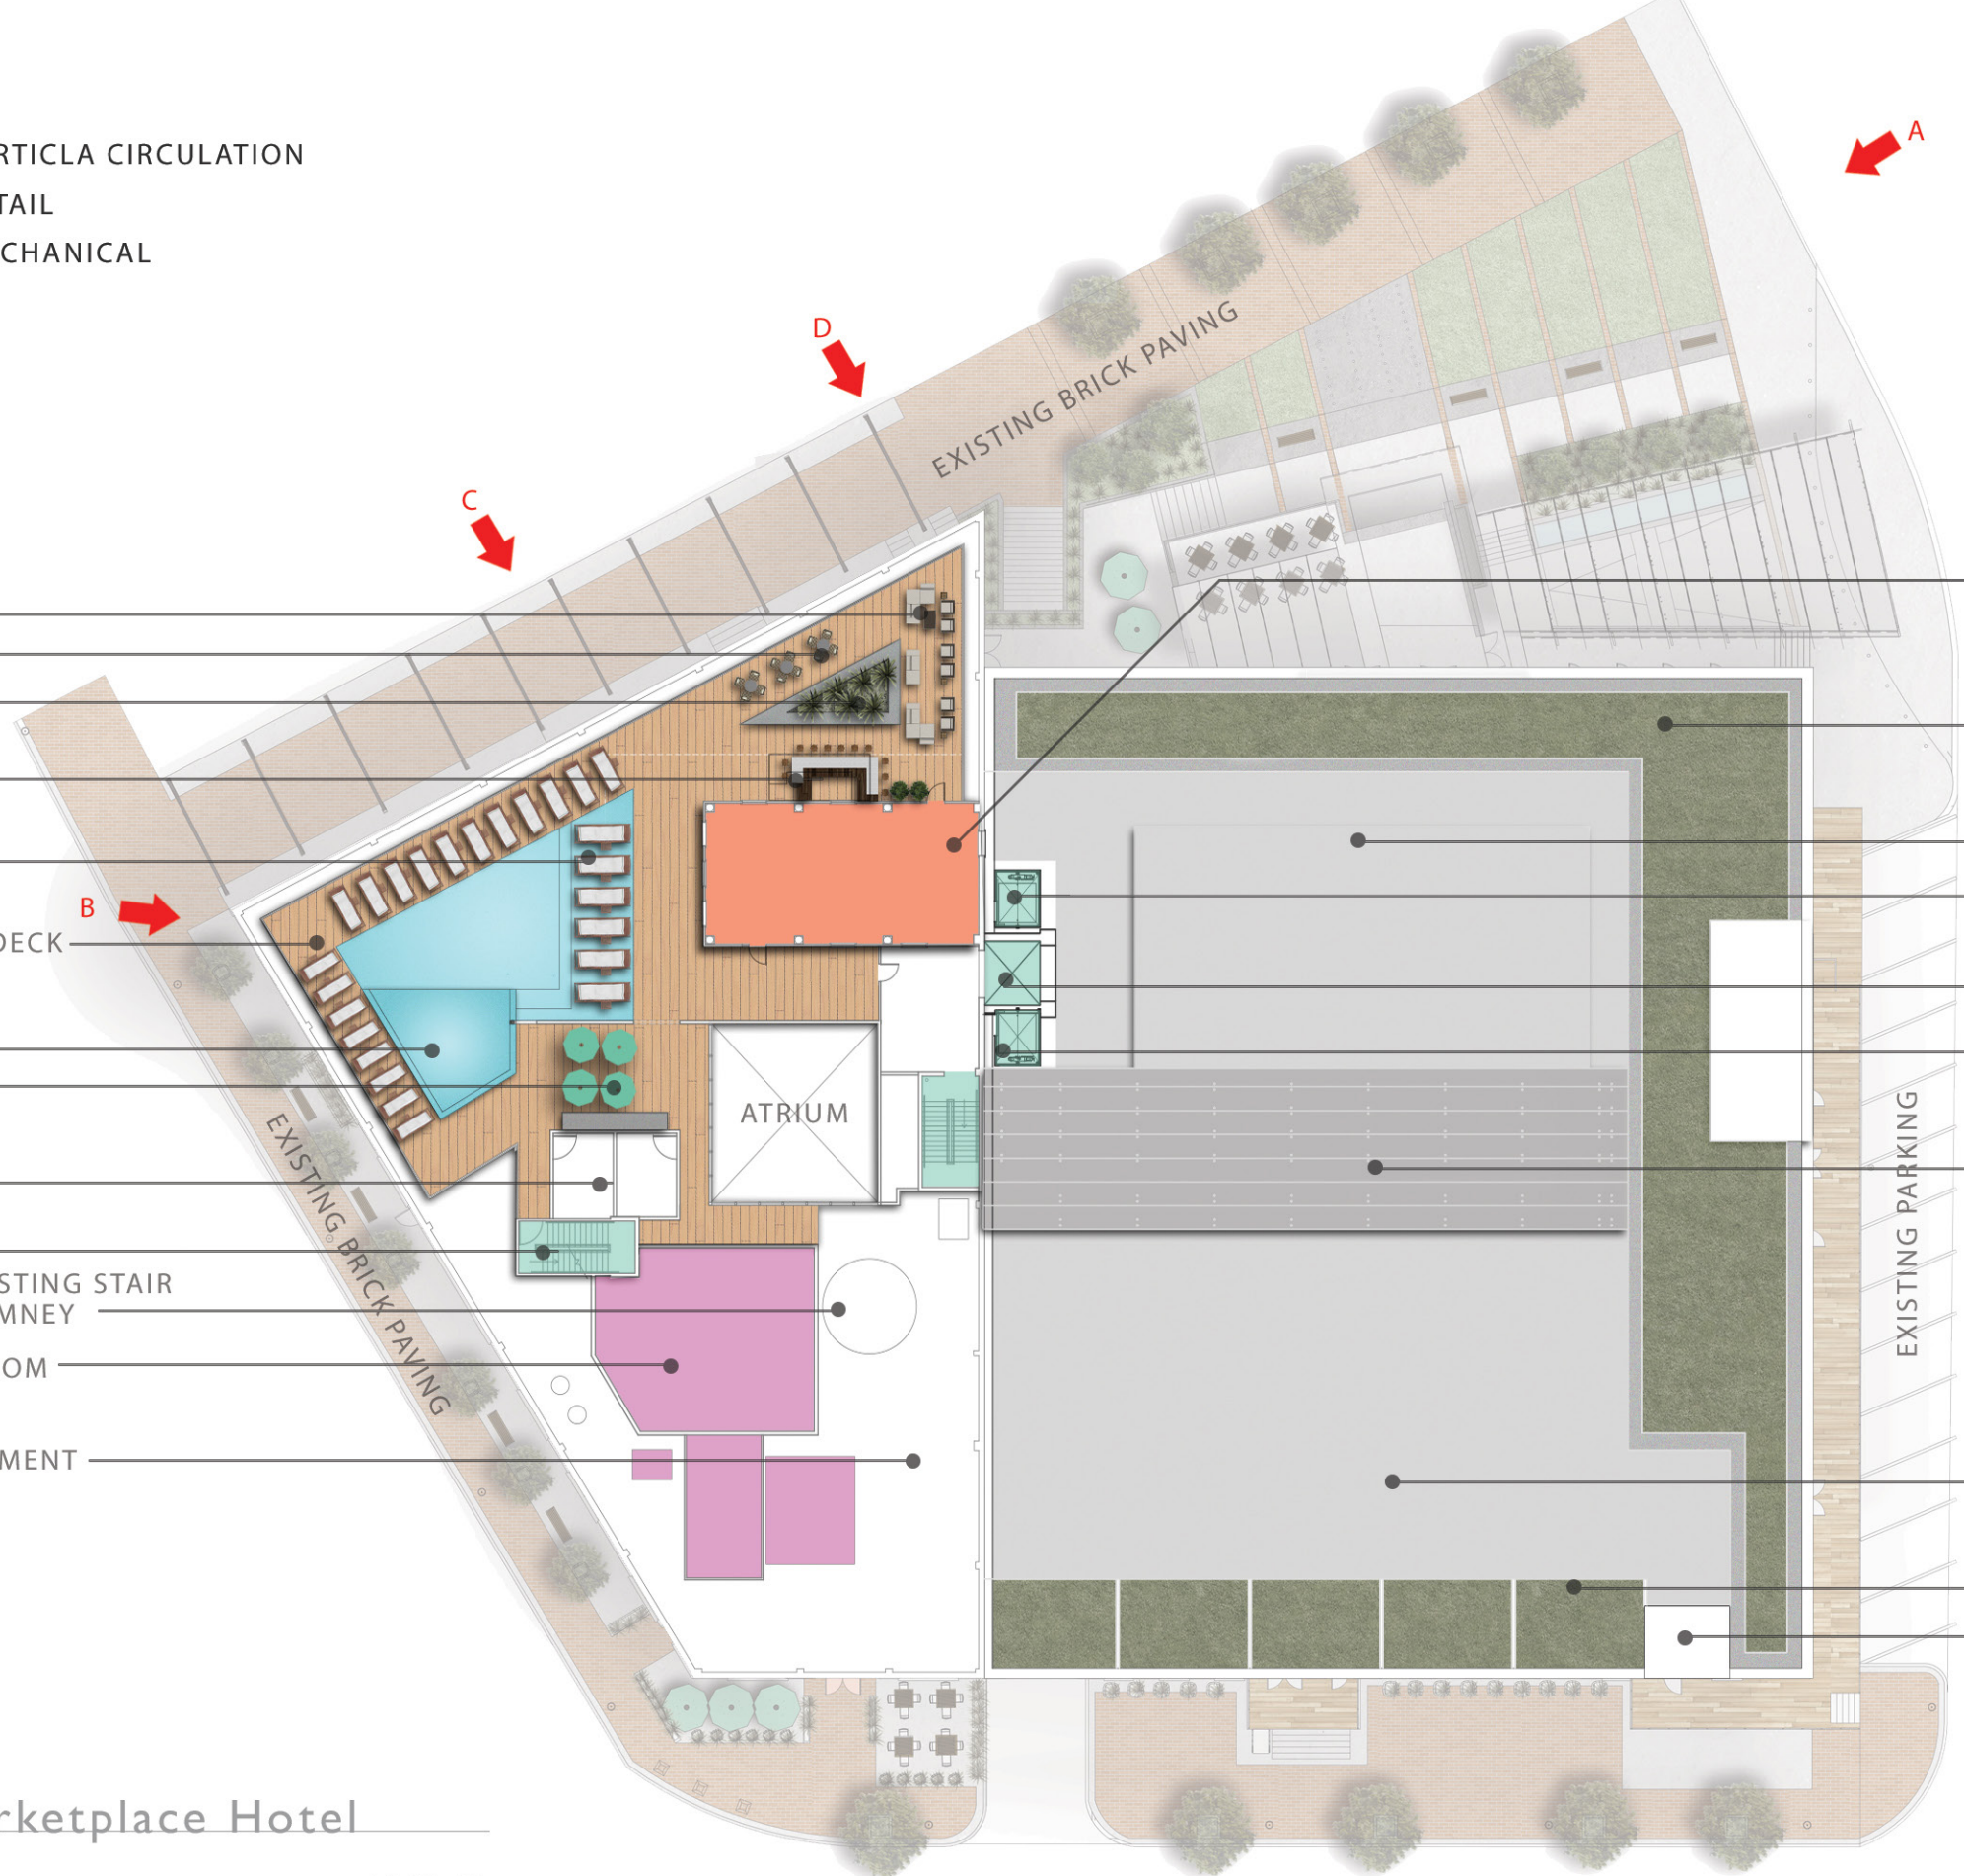 RTICLA CIRCULATION
TAIL
CHANICAL
A
D
C
B
EXISTING BRICK PAVING
DECK
ATRIUM
EXISTING BRICK PAVING
EXISTING PARKING
STING STAIR
MNEY
OM
MENT
rketplace Hotel